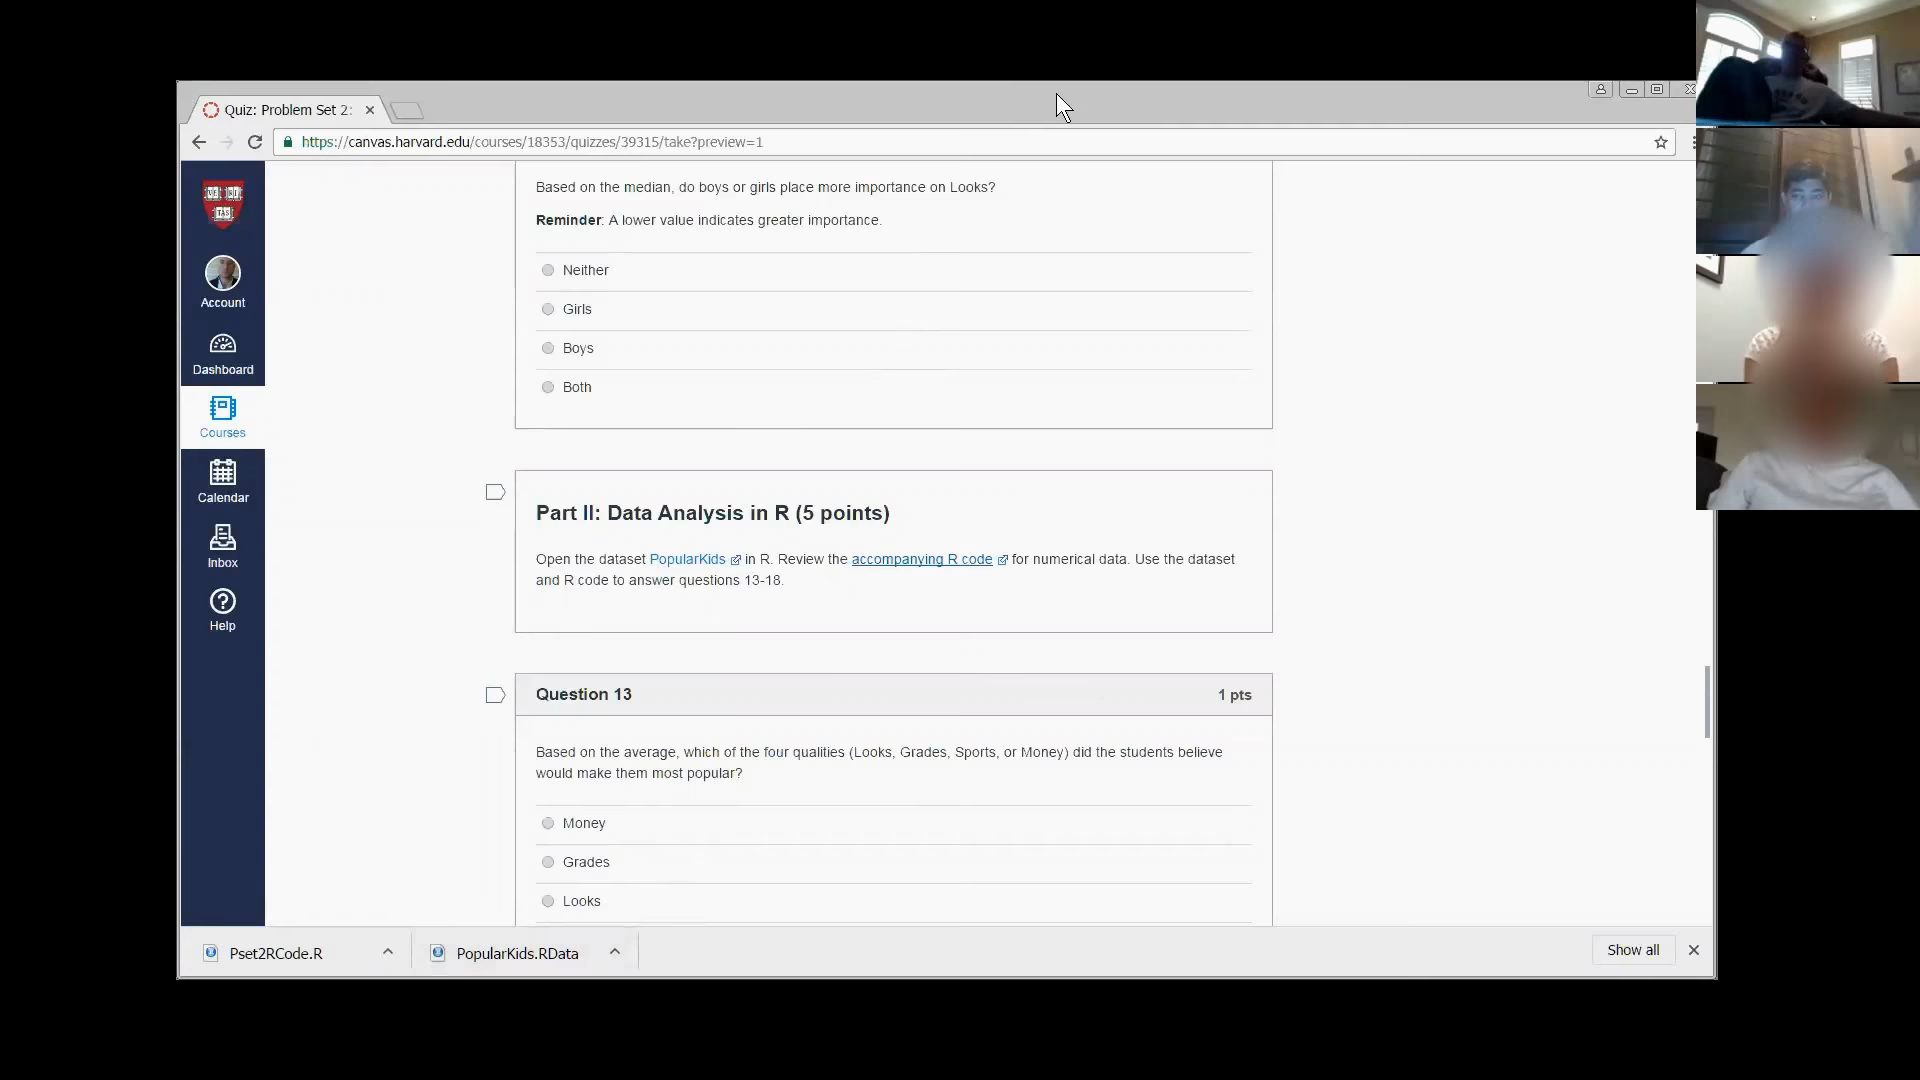 Quiz: Problem Set 2:
https://canvas.harvard.edu/courses/18353/quizzes/39315/take?preview=1
VE RI
TAS
Account
Dashboard
Courses
Calendar
Inbox
Help
Based on the median, do boys or girls place more importance on Looks?
Reminder: A lower value indicates greater importance.
Neither
Girls
Boys
Both
Part II: Data Analysis in R (5 points)
Open the dataset PopularKids in R. Review the accompanying R code for numerical data. Use the dataset
and R code to answer questions 13-18.
Question 13
1 pts
Based on the average, which of the four qualities (Looks, Grades, Sports, or Money) did the students believe
would make them most popular?
Money
Grades
Looks
Pset2RCode.R
PopularKids.RData
Show all